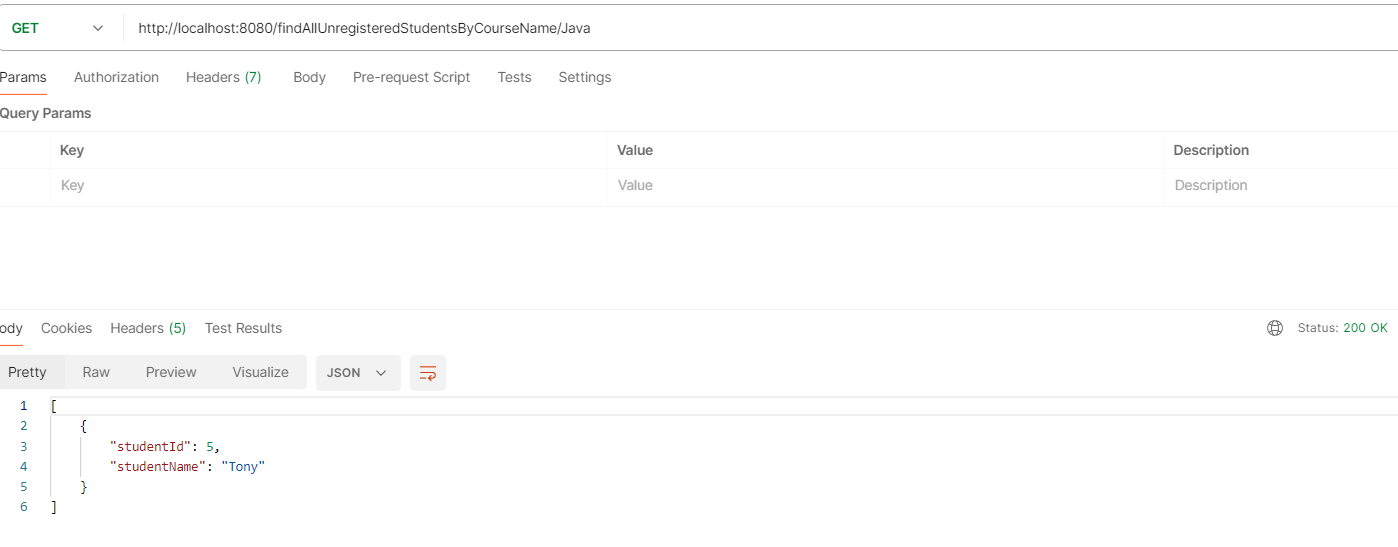 GET http://localhost:8080/findAllUnregisteredStudentsByCourseName/Java
Params Authorization Headers (7) Body Pre-request Script Tests Settings
Query Params
Key Value Description
Key Value Description
ody Cookies Headers (5) Test Results Status: 200 OK
Pretty Raw Preview Visualize JSON
1 [
2 {
3 "studentId": 5,
4 "studentName": "Tony"
5 }
6 ]